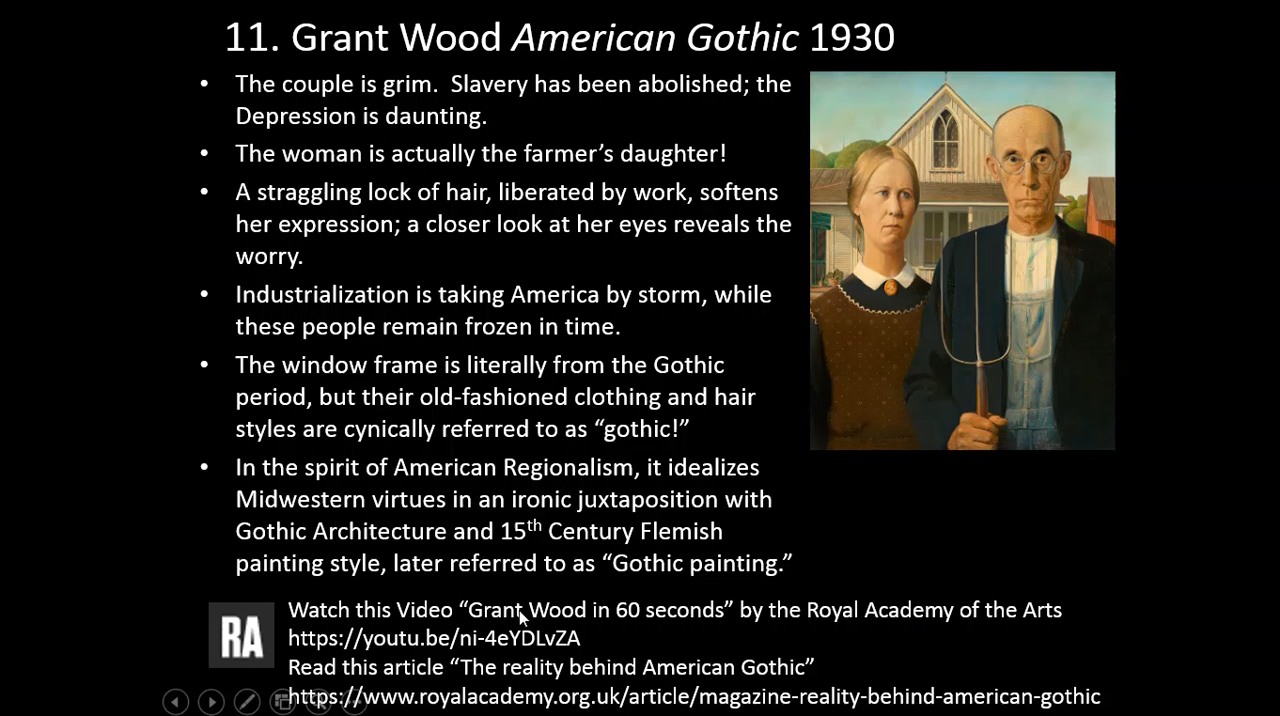 11. Grant Wood American Gothic 1930
• The couple is grim.  Slavery has been abolished; the
Depression is daunting.
• The woman is actually the farmer's daughter!
• A straggling lock of hair, liberated by work, softens
her expression; a closer look at her eyes reveals the
worry.
• Industrialization is taking America by storm, while
these people remain frozen in time.
• The window frame is literally from the Gothic
period, but their old-fashioned clothing and hair
styles are cynically referred to as “gothic!”
• In the spirit of American Regionalism, it idealizes
Midwestern virtues in an ironic juxtaposition with
Gothic Architecture and 15th Century Flemish
painting style, later referred to as “Gothic painting.”
RA
Watch this Video “Grant Wood in 60 seconds” by the Royal Academy of the Arts
https://youtu.be/ni-4eYDLvZA
Read this article “The reality behind American Gothic”
https://www.royalacademy.org.uk/article/magazine-reality-behind-american-gothic